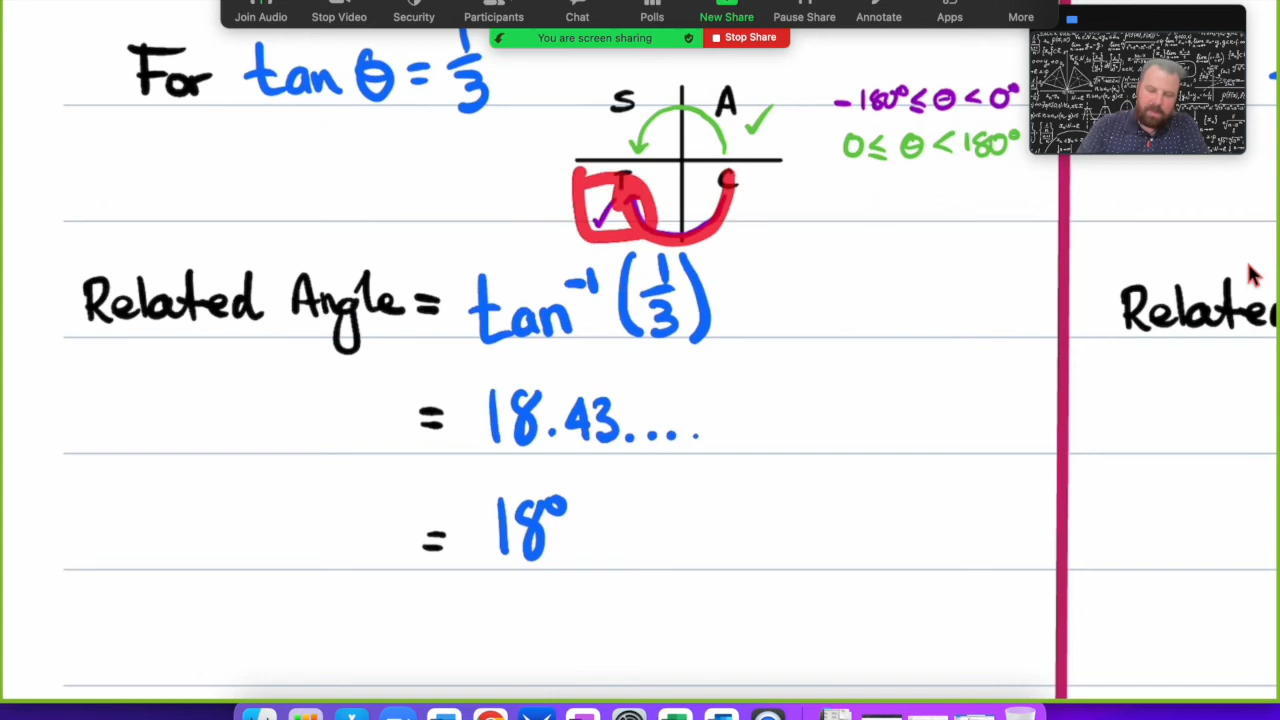 Join Audio Stop Video Security Participants Chat Polls New Share Pause Share Annotate Apps More
You are screen sharing Stop Share
For tan θ = 1/3
S A
-180° ≤ θ < 0°
0 ≤ θ < 180°
T C
Related Angle = tan⁻¹ (1/3)
= 18.43....
= 18°